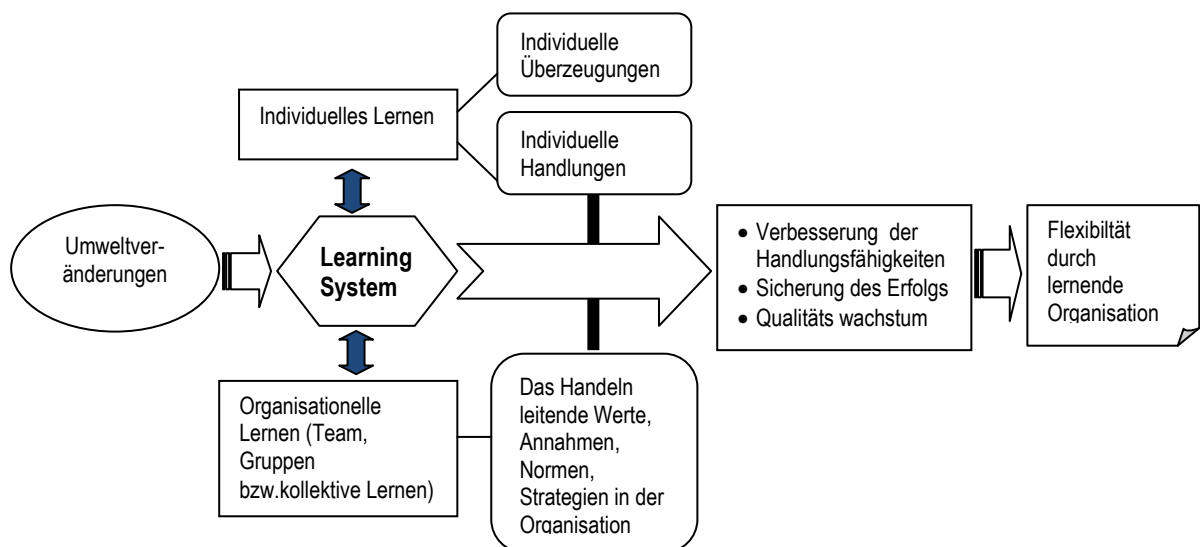 Individuelle
Überzeugungen
Individuelles Lernen
Individuelle
Handlungen
Umweltver-
änderungen
Learning
System
• Verbesserung der
Handlungsfähigkeiten
• Sicherung des Erfolgs
• Qualitäts wachstum
Flexibiltät
durch
lernende
Organisation
Organisationelle
Lernen (Team,
Gruppen
bzw.kollektive Lernen)
Das Handeln
leitende Werte,
Annahmen,
Normen,
Strategien in der
Organisation